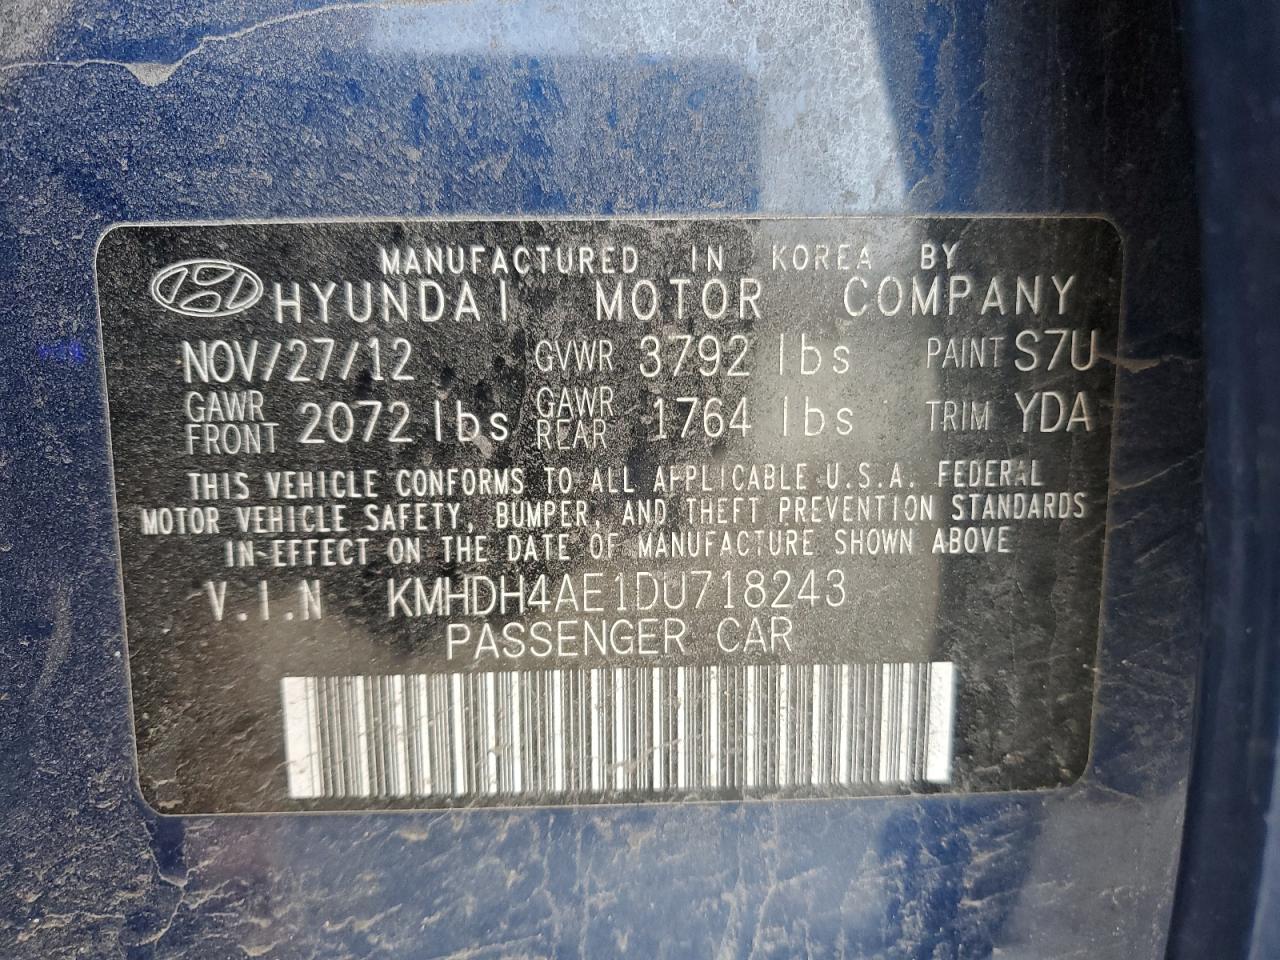 MANUFACTURED IN KOREA BY
HYUNDAI MOTOR COMPANY
NOV/27/12 GVWR 3792 lbs PAINT S7U
GAWR FRONT 2072 lbs GAWR REAR 1764 lbs TRIM YDA
THIS VEHICLE CONFORMS TO ALL APPLICABLE U.S.A. FEDERAL
MOTOR VEHICLE SAFETY, BUMPER, AND THEFT PREVENTION STANDARDS
IN-EFFECT ON THE DATE OF MANUFACTURE SHOWN ABOVE
V.I.N KMHDH4AE1DU718243
PASSENGER CAR